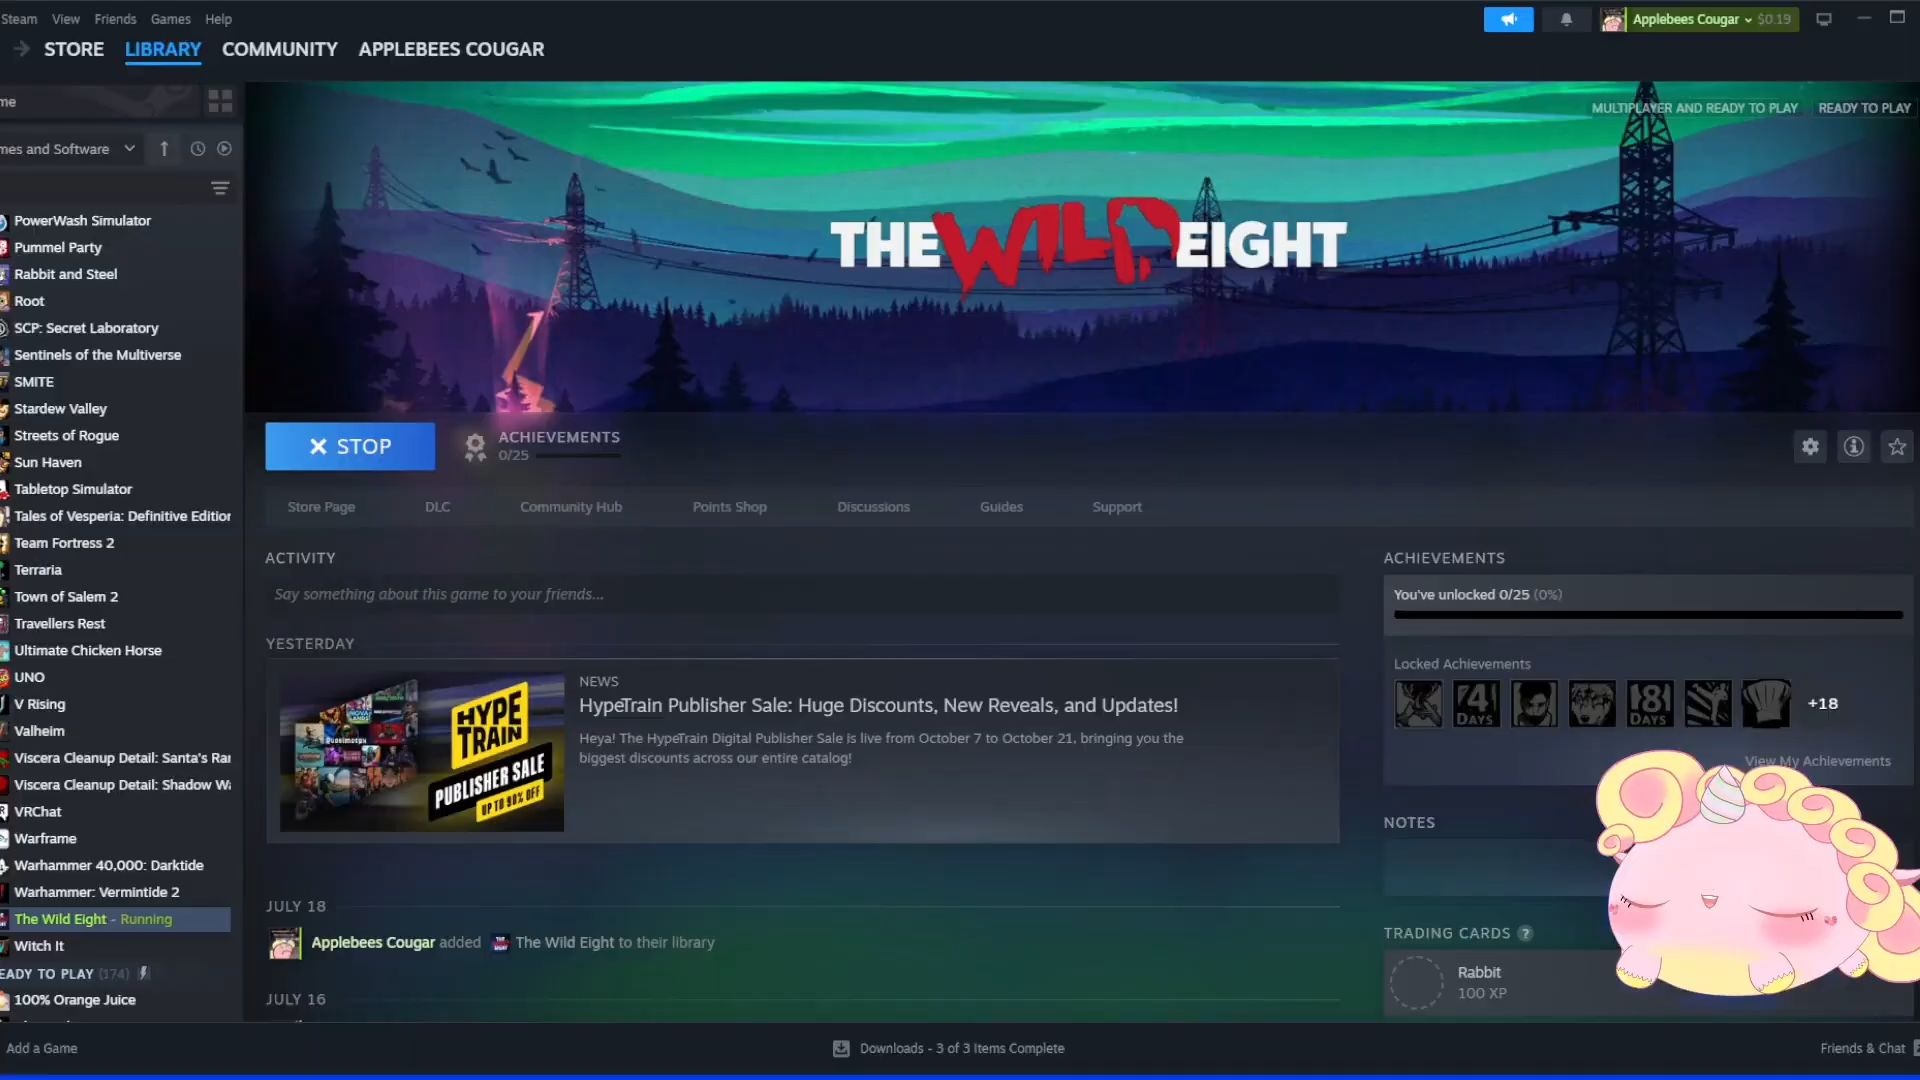 Steam View Friends Games Help
Applebees Cougar $0.19
STORE LIBRARY COMMUNITY APPLEBEES COUGAR
me
mes and Software
PowerWash Simulator
Pummel Party
Rabbit and Steel
Root
SCP: Secret Laboratory
Sentinels of the Multiverse
SMITE
Stardew Valley
Streets of Rogue
Sun Haven
Tabletop Simulator
Tales of Vesperia: Definitive Edition
Team Fortress 2
Terraria
Town of Salem 2
Travellers Rest
Ultimate Chicken Horse
UNO
V Rising
Valheim
Viscera Cleanup Detail: Santa's Ra
Viscera Cleanup Detail: Shadow Wa
VRChat
Warframe
Warhammer 40,000: Darktide
Warhammer: Vermintide 2
The Wild Eight - Running
Witch It
EADY TO PLAY (174)
100% Orange Juice
MULTIPLAYER AND READY TO PLAY READY TO PLAY
THE WILD EIGHT
STOP
ACHIEVEMENTS
0/25
Store Page DLC Community Hub Points Shop Discussions Guides Support
ACTIVITY
Say something about this game to your friends...
YESTERDAY
HYPE
TRAIN
PUBLISHER SALE
UP TO 90% OFF
NEWS
HypeTrain Publisher Sale: Huge Discounts, New Reveals, and Updates!
Heya! The HypeTrain Digital Publisher Sale is live from October 7 to October 21, bringing you the
biggest discounts across our entire catalog!
JULY 18
Applebees Cougar added The Wild Eight to their library
JULY 16
ACHIEVEMENTS
You've unlocked 0/25 (0%)
Locked Achievements
4 DAYS
8 DAYS
+18
View My Achievements
NOTES
TRADING CARDS ?
Rabbit
100 XP
Add a Game
Downloads - 3 of 3 Items Complete
Friends & Chat